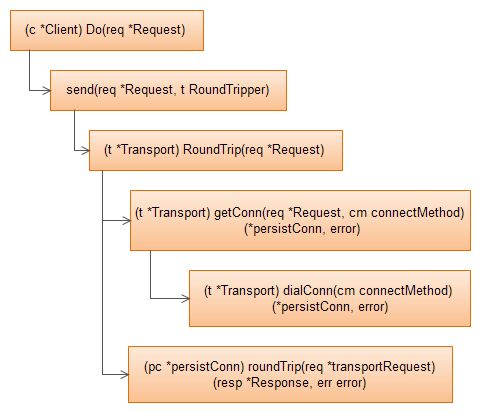 (c *Client) Do(req *Request)
send(req *Request, t RoundTripper)
(t *Transport) RoundTrip(req *Request)
(t *Transport) getConn(req *Request, cm connectMethod)
(*persistConn, error)
(t *Transport) dialConn(cm connectMethod)
(*persistConn, error)
(pc *persistConn) roundTrip(req *transportRequest)
(resp *Response, err error)